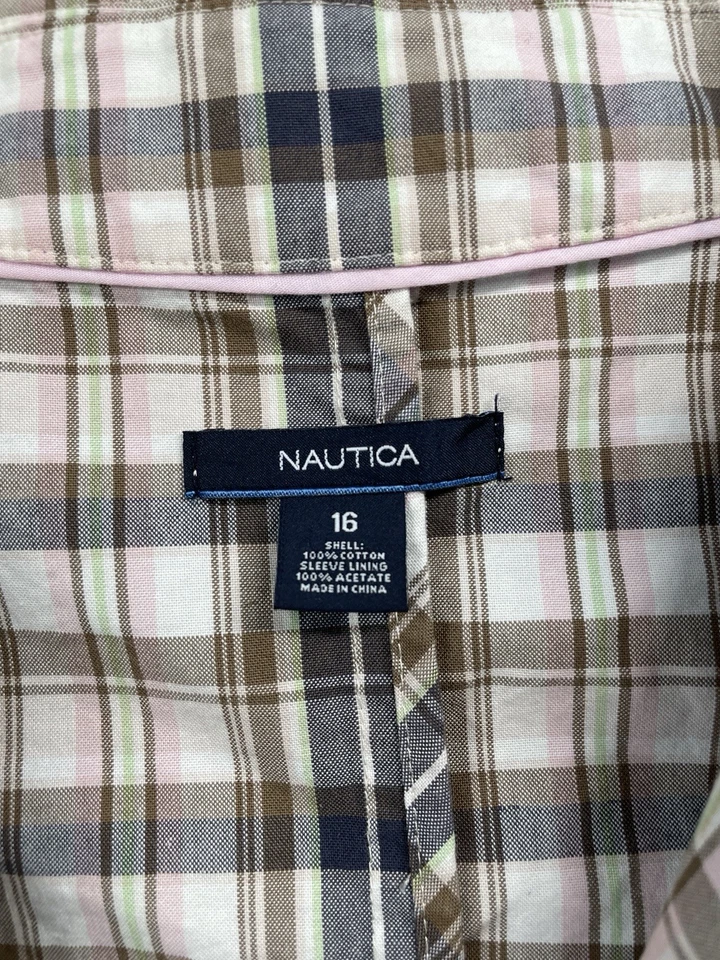 NAUTICA
16
SHELL:
100% COTTON
SLEEVE LINING
100% ACETATE
MADE IN CHINA